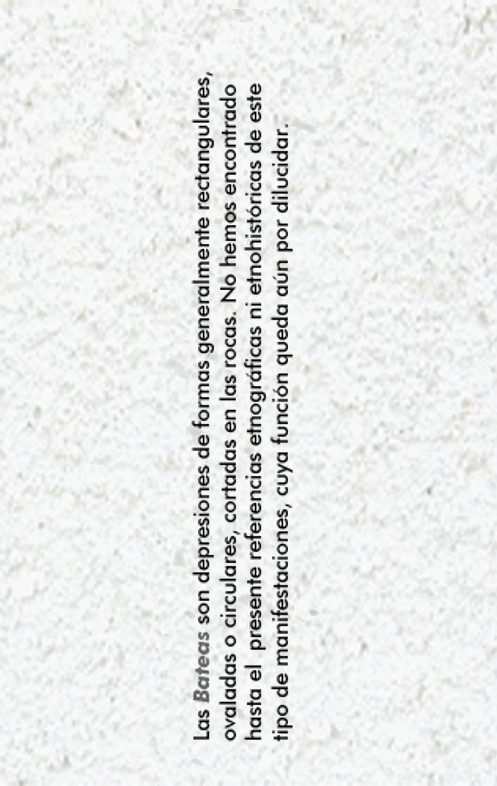 Las Bateas son depresiones de formas generalmente rectangulares,
ovaladas o circulares, cortadas en las rocas. No hemos encontrado
hasta el presente referencias etnográficas ni etnohistóricas de este
tipo de manifestaciones, cuya función queda aún por dilucidar.